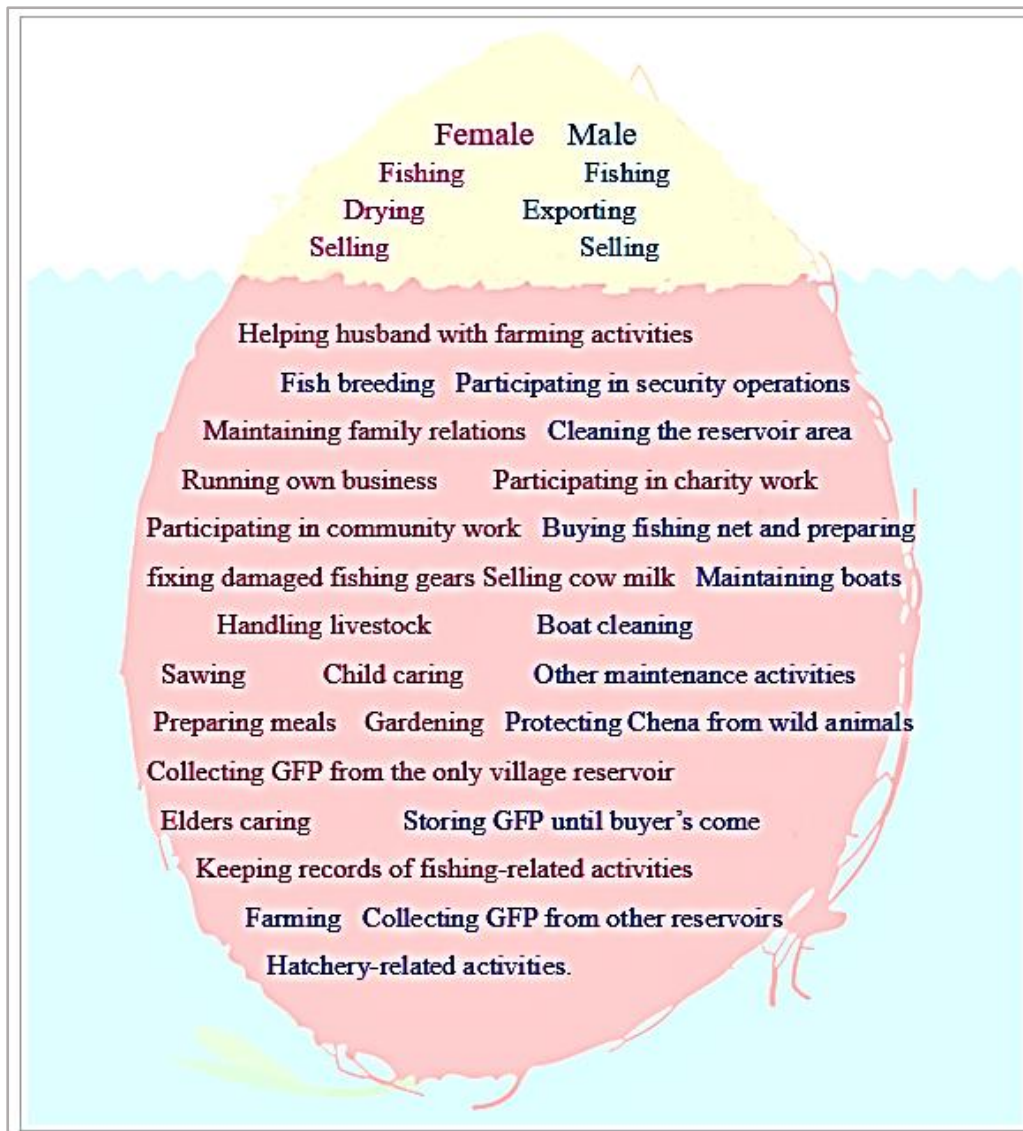 Female Male
Fishing Fishing
Drying Exporting
Selling Selling
Helping husband with farming activities
Fish breeding Participating in security operations
Maintaining family relations Cleaning the reservoir area
Running own business Participating in charity work
Participating in community work Buying fishing net and preparing
fixing damaged fishing gears Selling cow milk Maintaining boats
Handling livestock Boat cleaning
Sawing Child caring Other maintenance activities
Preparing meals Gardening Protecting Chena from wild animals
Collecting GFP from the only village reservoir
Elders caring Storing GFP until buyer's come
Keeping records of fishing-related activities
Farming Collecting GFP from other reservoirs
Hatchery-related activities.